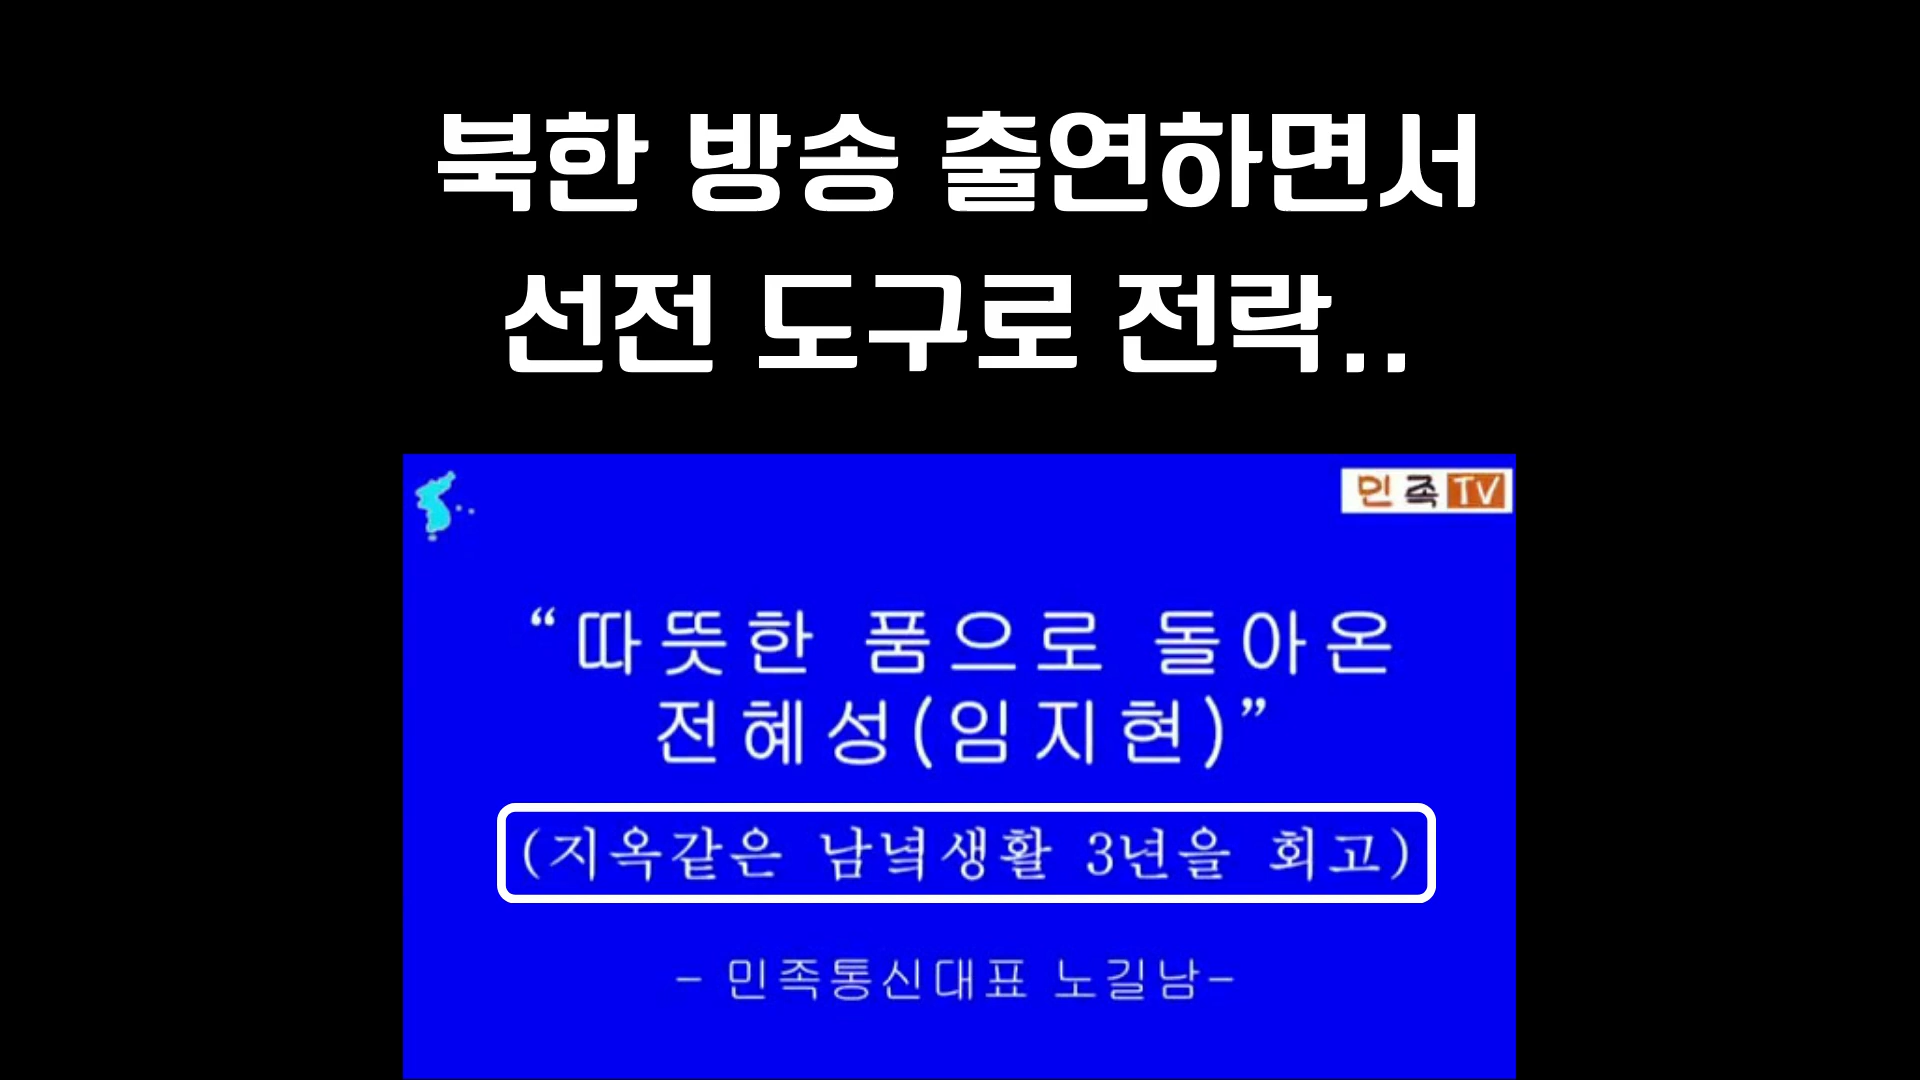 북한 방송 출연하면서
선전 도구로 전락..
민족TV
“따뜻한 품으로 돌아온
전혜성(임지현)”
(지옥같은 남녘생활 3년을 회고)
- 민족통신대표 노길남-